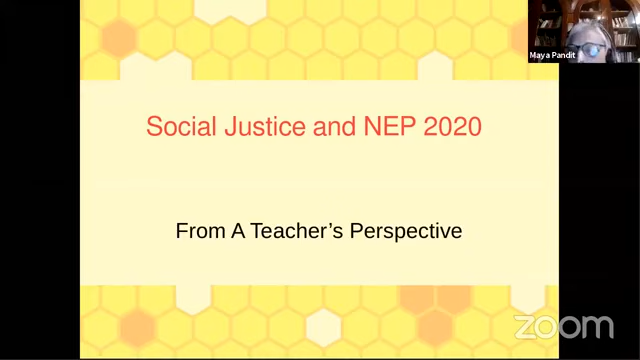 Maya Pandit
Social Justice and NEP 2020
From A Teacher's Perspective
zoom